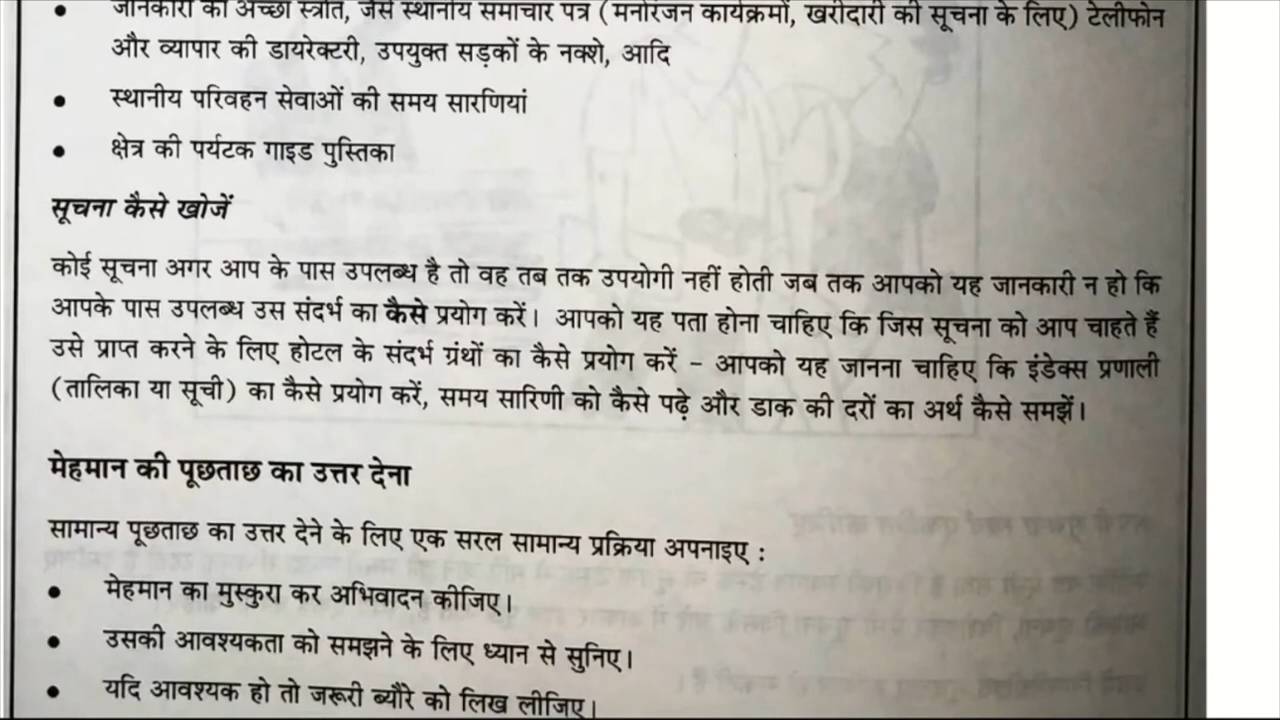 जानकारी का अच्छा स्त्रोत, जैसे स्थानीय समाचार पत्र (मनोरंजन कार्यक्रमों, खरीदारी की सूचना के लिए) टेलीफोन
और व्यापार की डायरेक्टरी, उपयुक्त सड़कों के नक्शे, आदि
• स्थानीय परिवहन सेवाओं की समय सारणियां
• क्षेत्र की पर्यटक गाइड पुस्तिका
सूचना कैसे खोजें
कोई सूचना अगर आप के पास उपलब्ध है तो वह तब तक उपयोगी नहीं होती जब तक आपको यह जानकारी न हो कि
आपके पास उपलब्ध उस संदर्भ का कैसे प्रयोग करें। आपको यह पता होना चाहिए कि जिस सूचना को आप चाहते हैं
उसे प्राप्त करने के लिए होटल के संदर्भ ग्रंथों का कैसे प्रयोग करें – आपको यह जानना चाहिए कि इंडेक्स प्रणाली
(तालिका या सूची) का कैसे प्रयोग करें, समय सारिणी को कैसे पढ़े और डाक की दरों का अर्थ कैसे समझें।
मेहमान की पूछताछ का उत्तर देना
सामान्य पूछताछ का उत्तर देने के लिए एक सरल सामान्य प्रक्रिया अपनाइए :
• मेहमान का मुस्कुरा कर अभिवादन कीजिए।
• उसकी आवश्यकता को समझने के लिए ध्यान से सुनिए।
• यदि आवश्यक हो तो जरूरी ब्यौरे को लिख लीजिए।